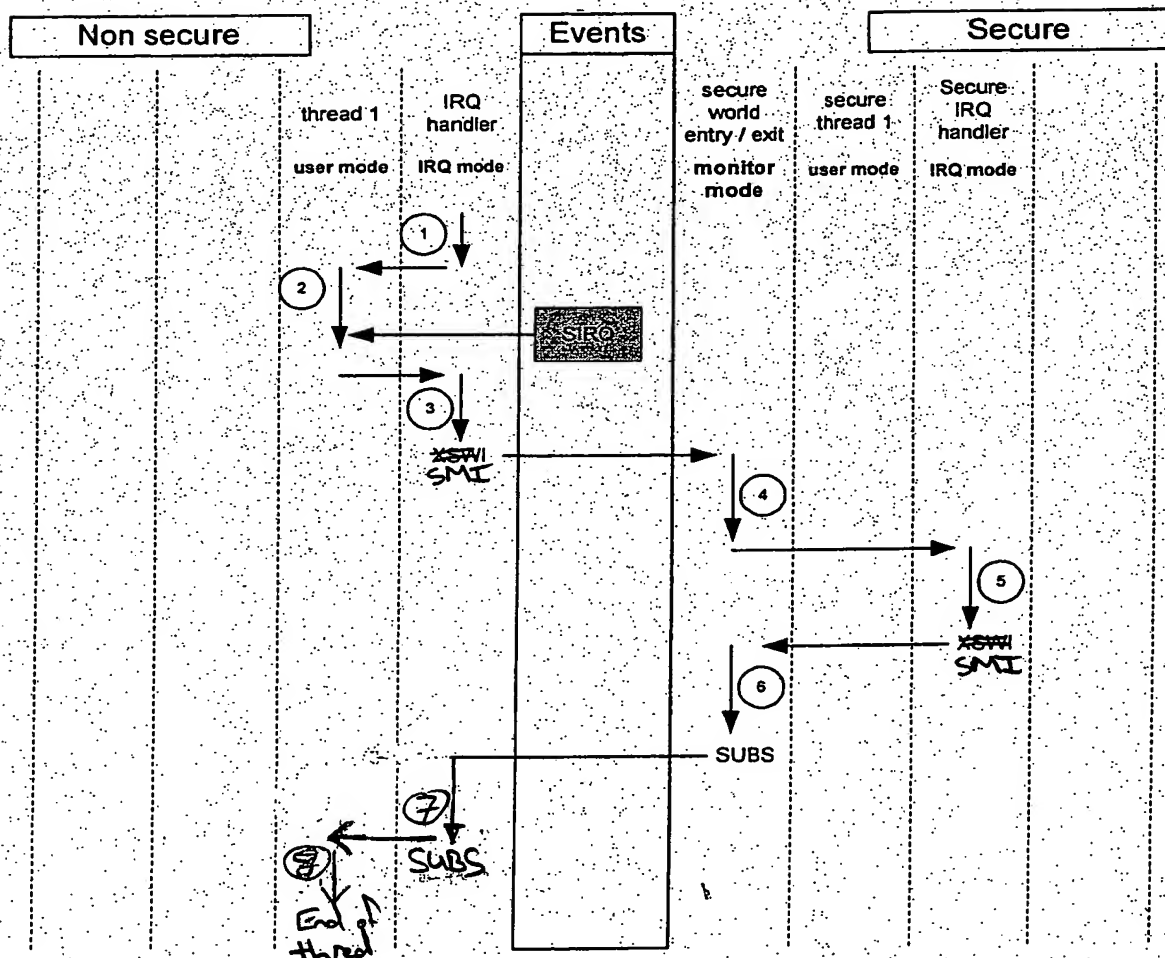 Non secure
Events
Secure
thread 1
user mode
IRQ
handler
IRQ mode
secure
world
entry / exit
monitor
mode
secure
thread 1
user mode
Secure
IRQ
handler
IRQ mode
1
2
SIRQ
3
XSWI
SMI
4
5
XSWI
SMI
6
SUBS
7
SUBS
8
End of
thread